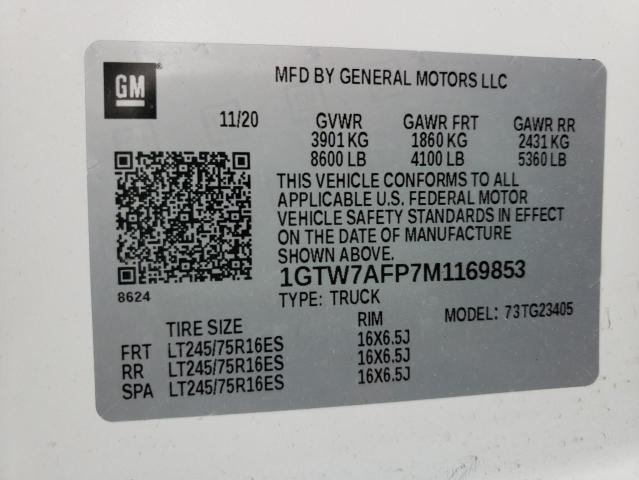 GM
MFD BY GENERAL MOTORS LLC
11/20 GVWR GAWR FRT GAWR RR
3901 KG 1860 KG 2431 KG
8600 LB 4100 LB 5360 LB
THIS VEHICLE CONFORMS TO ALL
APPLICABLE U.S. FEDERAL MOTOR
VEHICLE SAFETY STANDARDS IN EFFECT
ON THE DATE OF MANUFACTURE
SHOWN ABOVE.
8624
1GTW7AFP7M1169853
TYPE: TRUCK MODEL: 73TG23405
TIRE SIZE RIM
FRT LT245/75R16ES 16X6.5J
RR LT245/75R16ES 16X6.5J
SPA LT245/75R16ES 16X6.5J